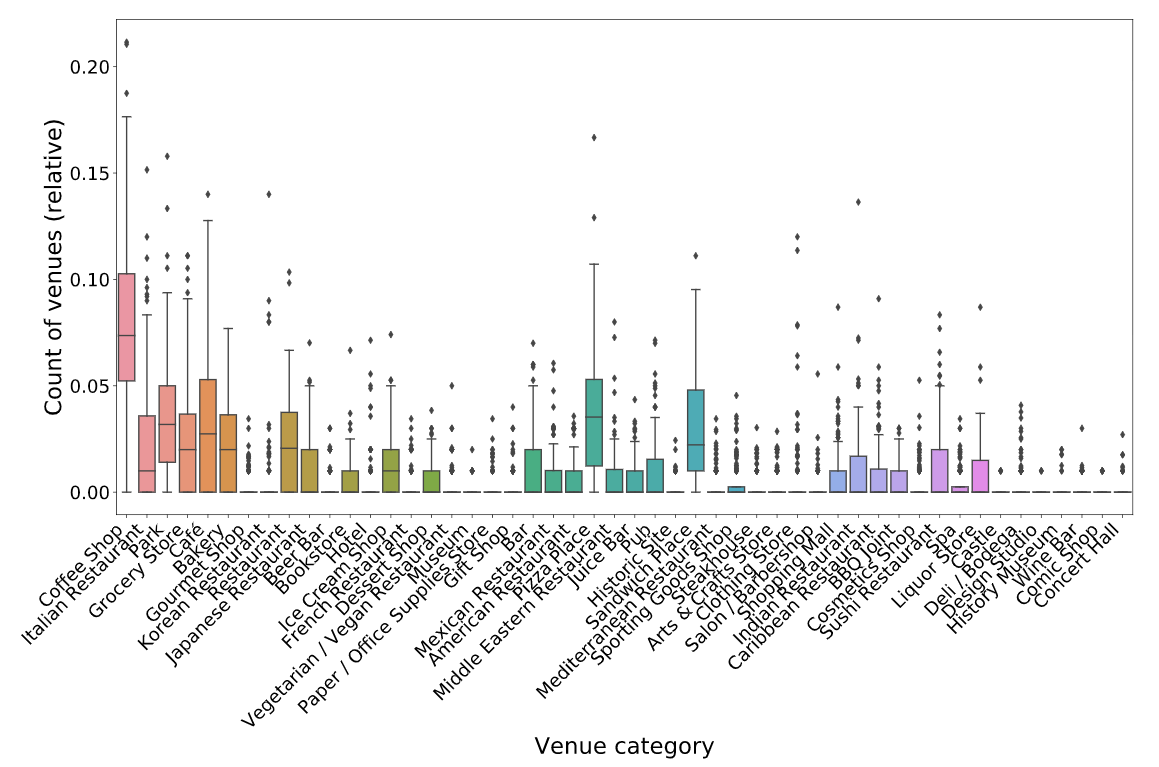 Count of venues (relative)
0.20
0.15
0.10
0.05
0.00
Coffee Shop
Italian Restaurant
Park
Grocery Store
Café
Bakery
Gourmet Shop
Korean Restaurant
Restaurant
Japanese Restaurant
Beer Bar
Bookstore
Hotel
Ice Cream Shop
French Restaurant
Dessert Shop
Vegetarian / Vegan Restaurant
Museum
Paper / Office Supplies Store
Gift Shop
Bar
Mexican Restaurant
American Restaurant
Pizza Place
Middle Eastern Restaurant
Juice Bar
Pub
Historic Site
Sandwich Place
Mediterranean Restaurant
Sporting Goods Shop
Steakhouse
Arts & Crafts Store
Clothing Store
Salon / Barbershop
Shopping Mall
Indian Restaurant
Caribbean Restaurant
BBQ Joint
Cosmetics Shop
Sushi Restaurant
Spa
Liquor Store
Castle
Deli / Bodega
Design Studio
History Museum
Wine Bar
Comic Shop
Concert Hall
Venue category